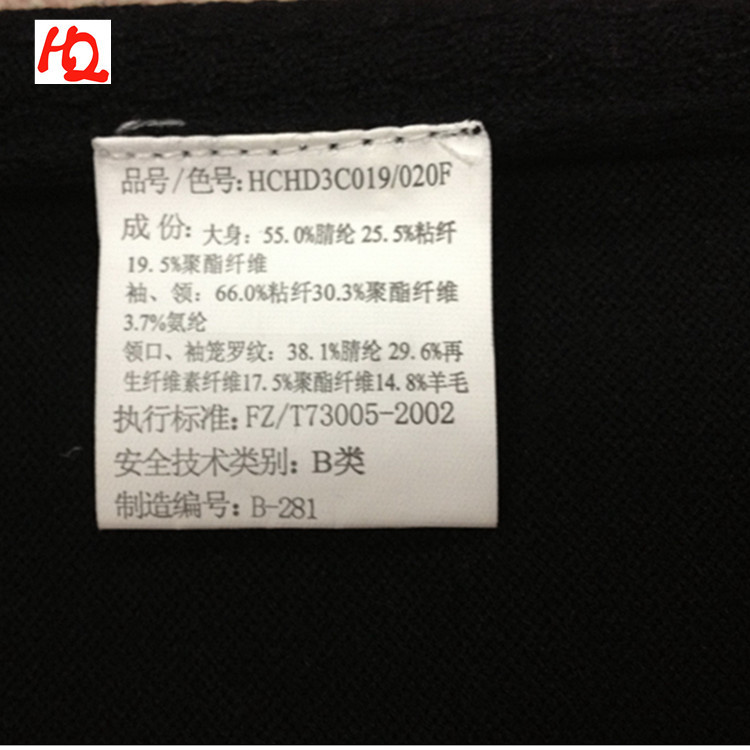 HQ
品号/色号:HCHD3C019/020F
成份:大身:55.0%腈纶 25.5%粘纤
19.5%聚酯纤维
袖、领:66.0%粘纤30.3%聚酯纤维
3.7%氨纶
领口、袖笼罗纹:38.1%腈纶 29.6%再
生纤维素纤维17.5%聚酯纤维14.8%羊毛
执行标准:FZ/T73005-2002
安全技术类别:B类
制造编号:B-281